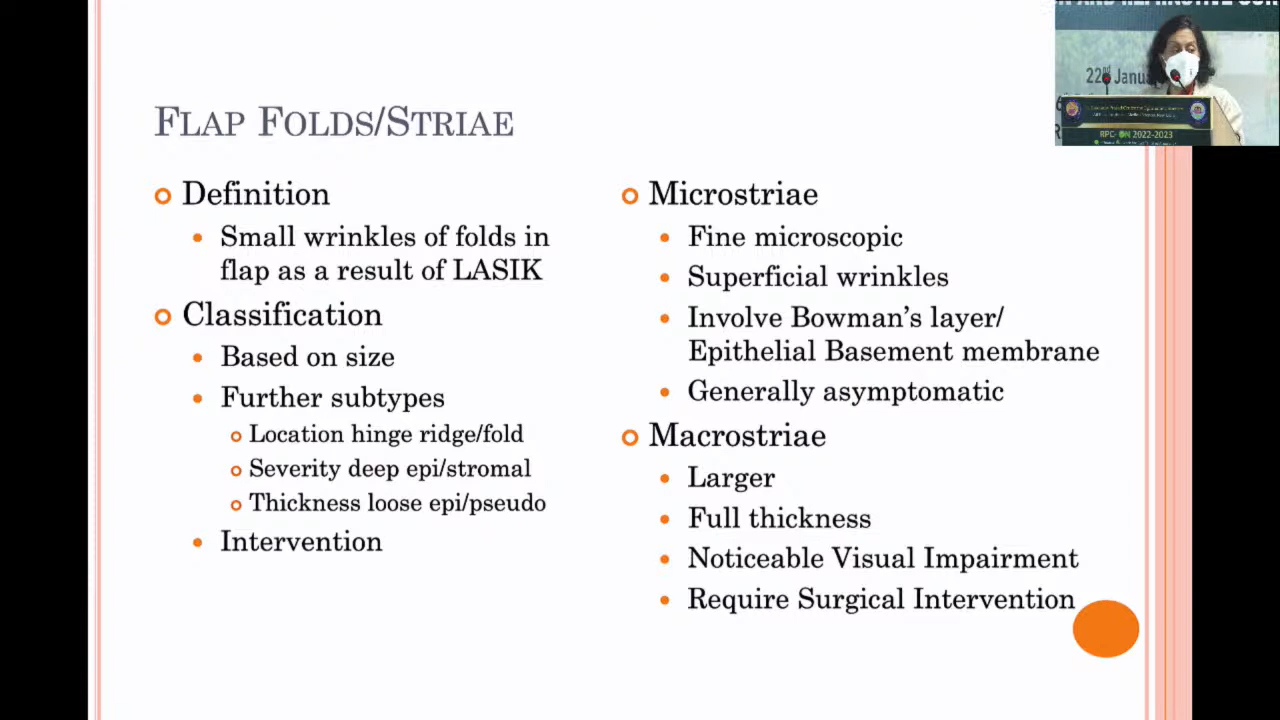 FLAP FOLDS/STRIAE
Definition
Small wrinkles of folds in
flap as a result of LASIK
Classification
Based on size
Further subtypes
Location hinge ridge/fold
Severity deep epi/stromal
Thickness loose epi/pseudo
Intervention
Microstriae
Fine microscopic
Superficial wrinkles
Involve Bowman's layer/
Epithelial Basement membrane
Generally asymptomatic
Macrostriae
Larger
Full thickness
Noticeable Visual Impairment
Require Surgical Intervention
22nd Janu
RPC- 2022-2023